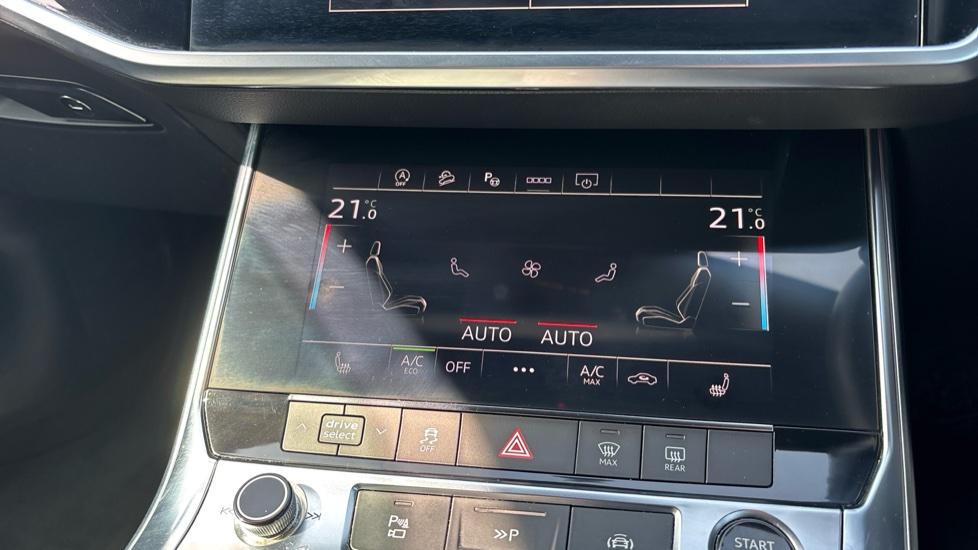 A OFF P
21.0 °C 21.0 °C
+ +
− −
AUTO AUTO
A/C ECO OFF ••• A/C MAX
drive select OFF MAX REAR
P >>P START